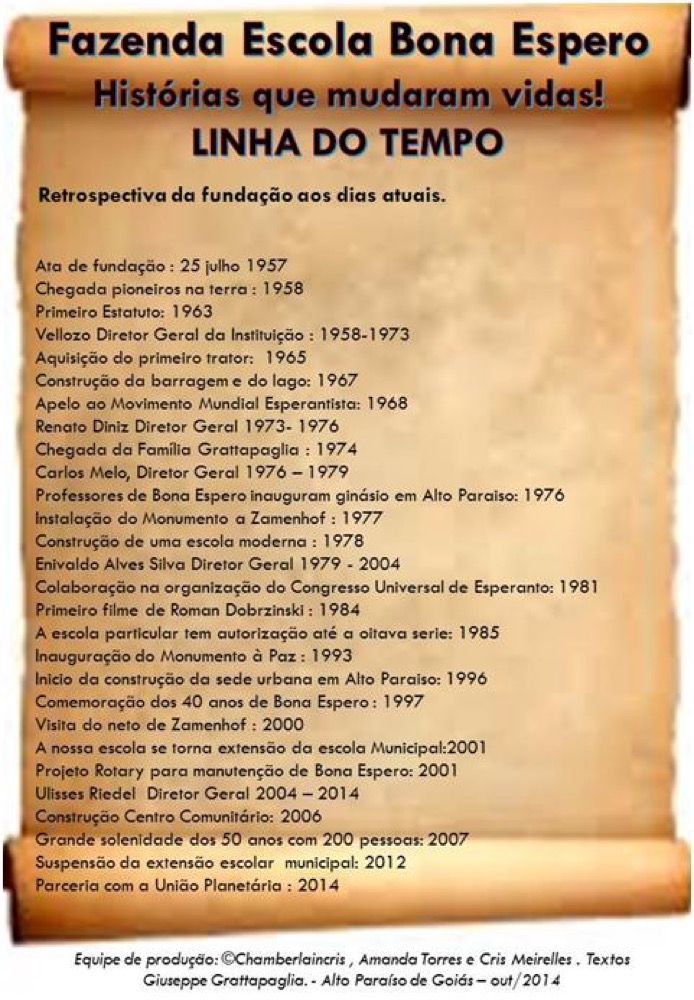 Fazenda Escola Bona Espero
Histórias que mudaram vidas!
LINHA DO TEMPO
Retrospectiva da fundação aos dias atuais.
Ata de fundação : 25 julho 1957
Chegada pioneiros na terra : 1958
Primeiro Estatuto: 1963
Vellozo Diretor Geral da Instituição : 1958-1973
Aquisição do primeiro trator:  1965
Construção da barragem e do lago: 1967
Apelo ao Movimento Mundial Esperantista: 1968
Renato Diniz Diretor Geral 1973- 1976
Chegada da Família Grattapaglia : 1974
Carlos Melo, Diretor Geral 1976 – 1979
Professores de Bona Espero inauguram ginásio em Alto Paraiso: 1976
Instalação do Monumento a Zamenhof : 1977
Construção de uma escola moderna : 1978
Enivaldo Alves Silva Diretor Geral 1979 - 2004
Colaboração na organização do Congresso Universal de Esperanto: 1981
Primeiro filme de Roman Dobrzinski : 1984
A escola particular tem autorização até a oitava serie: 1985
Inauguração do Monumento à Paz : 1993
Inicio da construção da sede urbana em Alto Paraiso: 1996
Comemoração dos 40 anos de Bona Espero : 1997
Visita do neto de Zamenhof : 2000
A nossa escola se torna extensão da escola Municipal:2001
Projeto Rotary para manutenção de Bona Espero: 2001
Ulisses Riedel  Diretor Geral 2004 – 2014
Construção Centro Comunitário: 2006
Grande solenidade dos 50 anos com 200 pessoas: 2007
Suspensão da extensão escolar  municipal: 2012
Parceria com a União Planetária : 2014
Equipe de produção: ©Chamberlaincris , Amanda Torres e Cris Meirelles . Textos
Giuseppe Grattapaglia. - Alto Paraíso de Goiás – out/2014